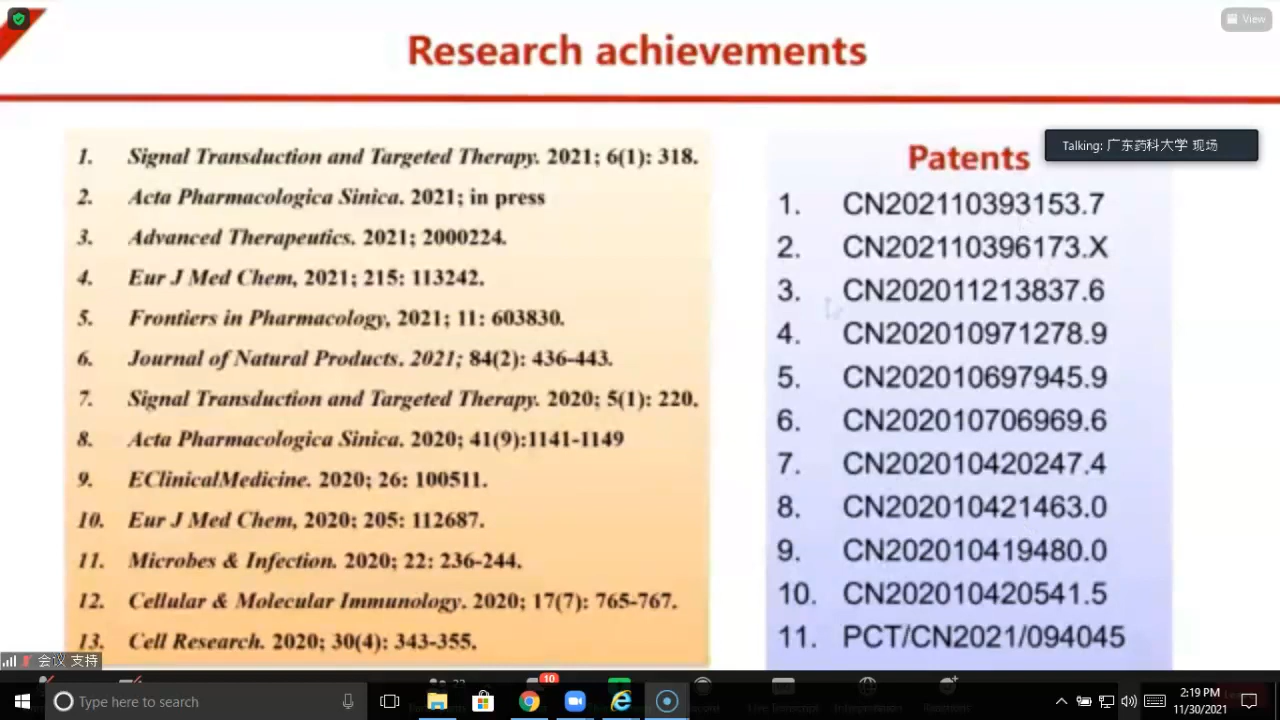 View
Research achievements
Talking: 广东药科大学 现场
1. Signal Transduction and Targeted Therapy. 2021; 6(1): 318.
2. Acta Pharmacologica Sinica. 2021; in press
3. Advanced Therapeutics. 2021; 2000224.
4. Eur J Med Chem, 2021; 215: 113242.
5. Frontiers in Pharmacology, 2021; 11: 603830.
6. Journal of Natural Products. 2021; 84(2): 436-443.
7. Signal Transduction and Targeted Therapy. 2020; 5(1): 220.
8. Acta Pharmacologica Sinica. 2020; 41(9):1141-1149
9. EClinicalMedicine. 2020; 26: 100511.
10. Eur J Med Chem, 2020; 205: 112687.
11. Microbes & Infection. 2020; 22: 236-244.
12. Cellular & Molecular Immunology. 2020; 17(7): 765-767.
13. Cell Research. 2020; 30(4): 343-355.
Patents
1. CN202110393153.7
2. CN202110396173.X
3. CN202011213837.6
4. CN202010971278.9
5. CN202010697945.9
6. CN202010706969.6
7. CN202010420247.4
8. CN202010421463.0
9. CN202010419480.0
10. CN202010420541.5
11. PCT/CN2021/094045
会议 支持
10
Type here to search
2:19 PM
11/30/2021